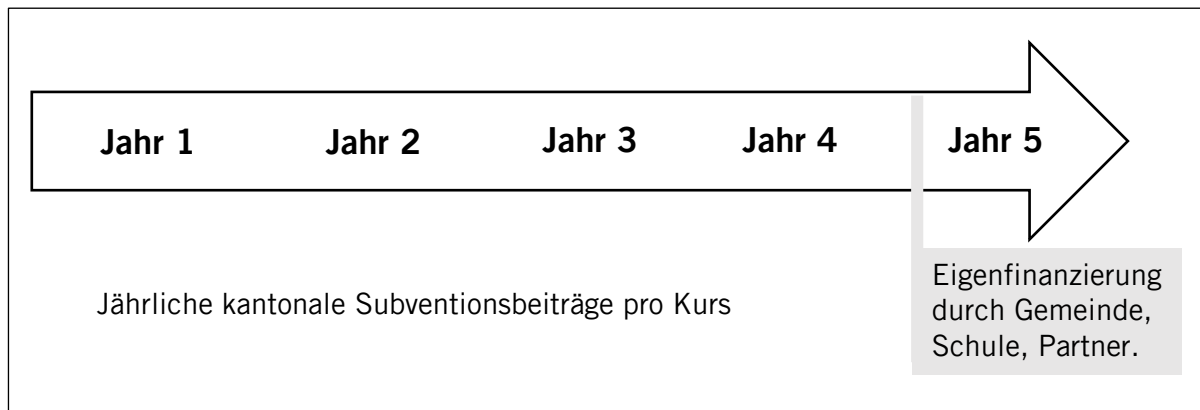 Jahr 1 Jahr 2 Jahr 3 Jahr 4 Jahr 5
Jährliche kantonale Subventionsbeiträge pro Kurs
Eigenfinanzierung
durch Gemeinde,
Schule, Partner.